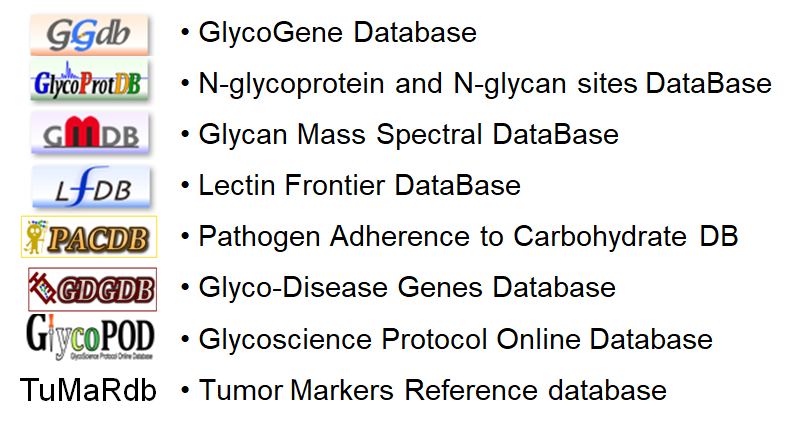 GGdb • GlycoGene Database
GlycoProtDB • N-glycoprotein and N-glycan sites DataBase
GMDB • Glycan Mass Spectral DataBase
LfDB • Lectin Frontier DataBase
PACDB • Pathogen Adherence to Carbohydrate DB
GDGDB • Glyco-Disease Genes Database
GlycoPOD • Glycoscience Protocol Online Database
GlycoScience Protocol Online Database
TuMaRdb • Tumor Markers Reference database